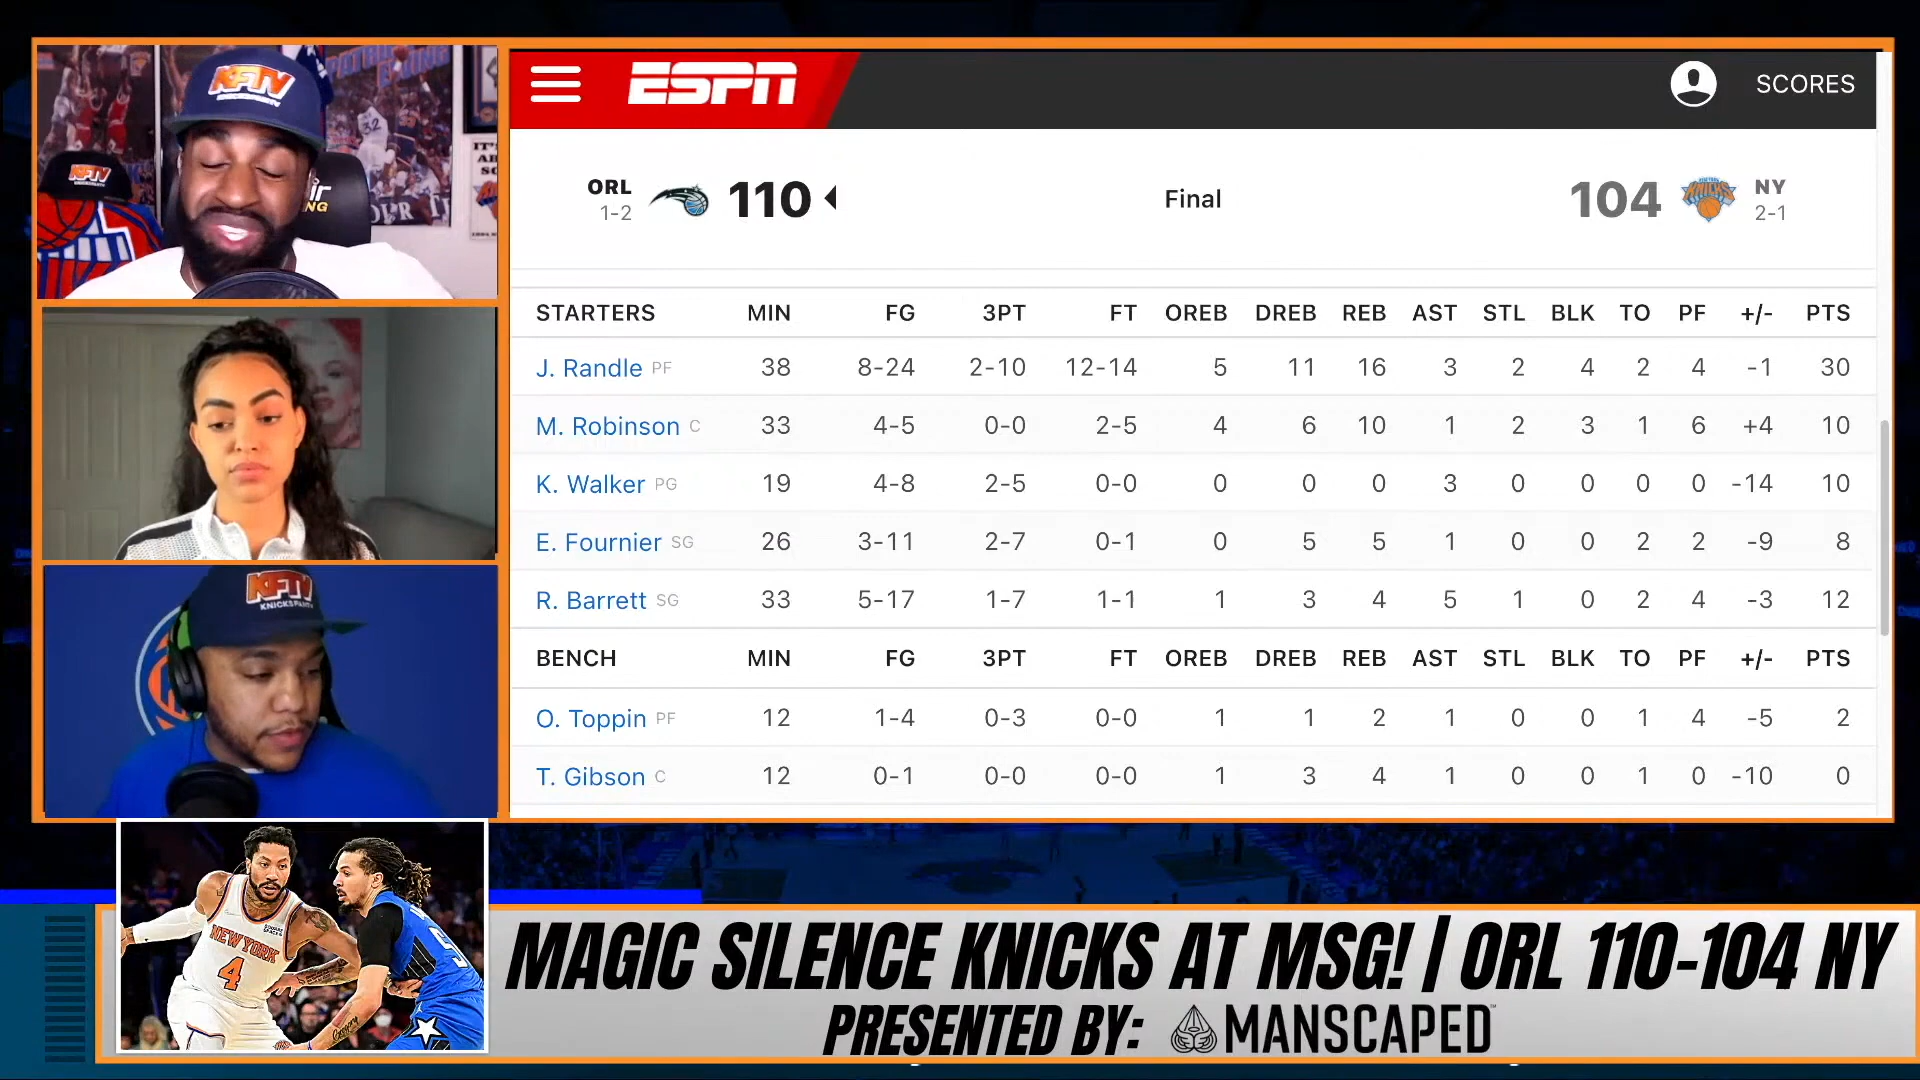 ESPN
SCORES
ORL
1-2
110
Final
104
NY
2-1
STARTERS MIN FG 3PT FT OREB DREB REB AST STL BLK TO PF +/- PTS
J. Randle PF 38 8-24 2-10 12-14 5 11 16 3 2 4 2 4 -1 30
M. Robinson C 33 4-5 0-0 2-5 4 6 10 1 2 3 1 6 +4 10
K. Walker PG 19 4-8 2-5 0-0 0 0 0 3 0 0 0 0 -14 10
E. Fournier SG 26 3-11 2-7 0-1 0 5 5 1 0 0 2 2 -9 8
R. Barrett SG 33 5-17 1-7 1-1 1 3 4 5 1 0 2 4 -3 12
BENCH MIN FG 3PT FT OREB DREB REB AST STL BLK TO PF +/- PTS
O. Toppin PF 12 1-4 0-3 0-0 1 1 2 1 0 0 1 4 -5 2
T. Gibson C 12 0-1 0-0 0-0 1 3 4 1 0 0 1 0 -10 0
KFTV
KFTV
32
KFTV
NEW YORK
4
5
MAGIC SILENCE KNICKS AT MSG! | ORL 110-104 NY
PRESENTED BY: MANSCAPED